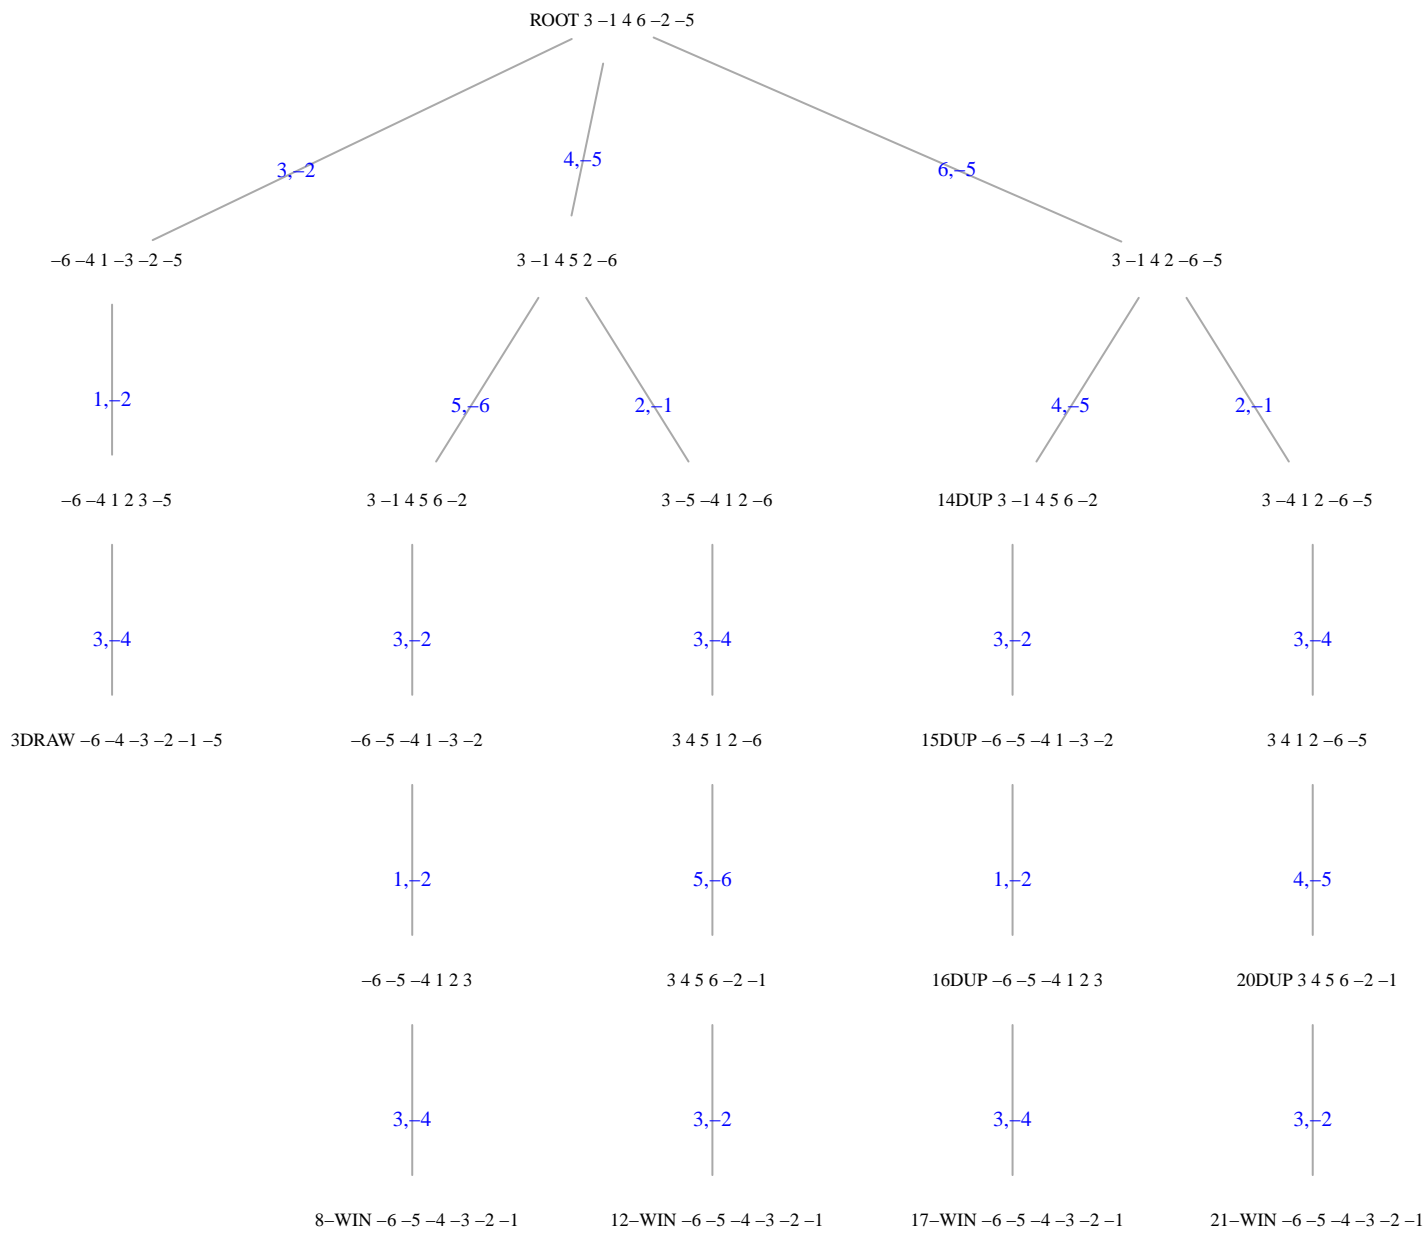 ROOT 3 –1 4 6 –2 –5
3,–2
4,–5
6,–5
–6 –4 1 –3 –2 –5
3 –1 4 5 2 –6
3 –1 4 2 –6 –5
1,–2
5,–6
2,–1
4,–5
2,–1
–6 –4 1 2 3 –5
3 –1 4 5 6 –2
3 –5 –4 1 2 –6
14DUP 3 –1 4 5 6 –2
3 –4 1 2 –6 –5
3,–4
3,–2
3,–4
3,–2
3,–4
3DRAW –6 –4 –3 –2 –1 –5
–6 –5 –4 1 –3 –2
3 4 5 1 2 –6
15DUP –6 –5 –4 1 –3 –2
3 4 1 2 –6 –5
1,–2
5,–6
1,–2
4,–5
–6 –5 –4 1 2 3
3 4 5 6 –2 –1
16DUP –6 –5 –4 1 2 3
20DUP 3 4 5 6 –2 –1
3,–4
3,–2
3,–4
3,–2
8–WIN –6 –5 –4 –3 –2 –1
12–WIN –6 –5 –4 –3 –2 –1
17–WIN –6 –5 –4 –3 –2 –1
21–WIN –6 –5 –4 –3 –2 –1